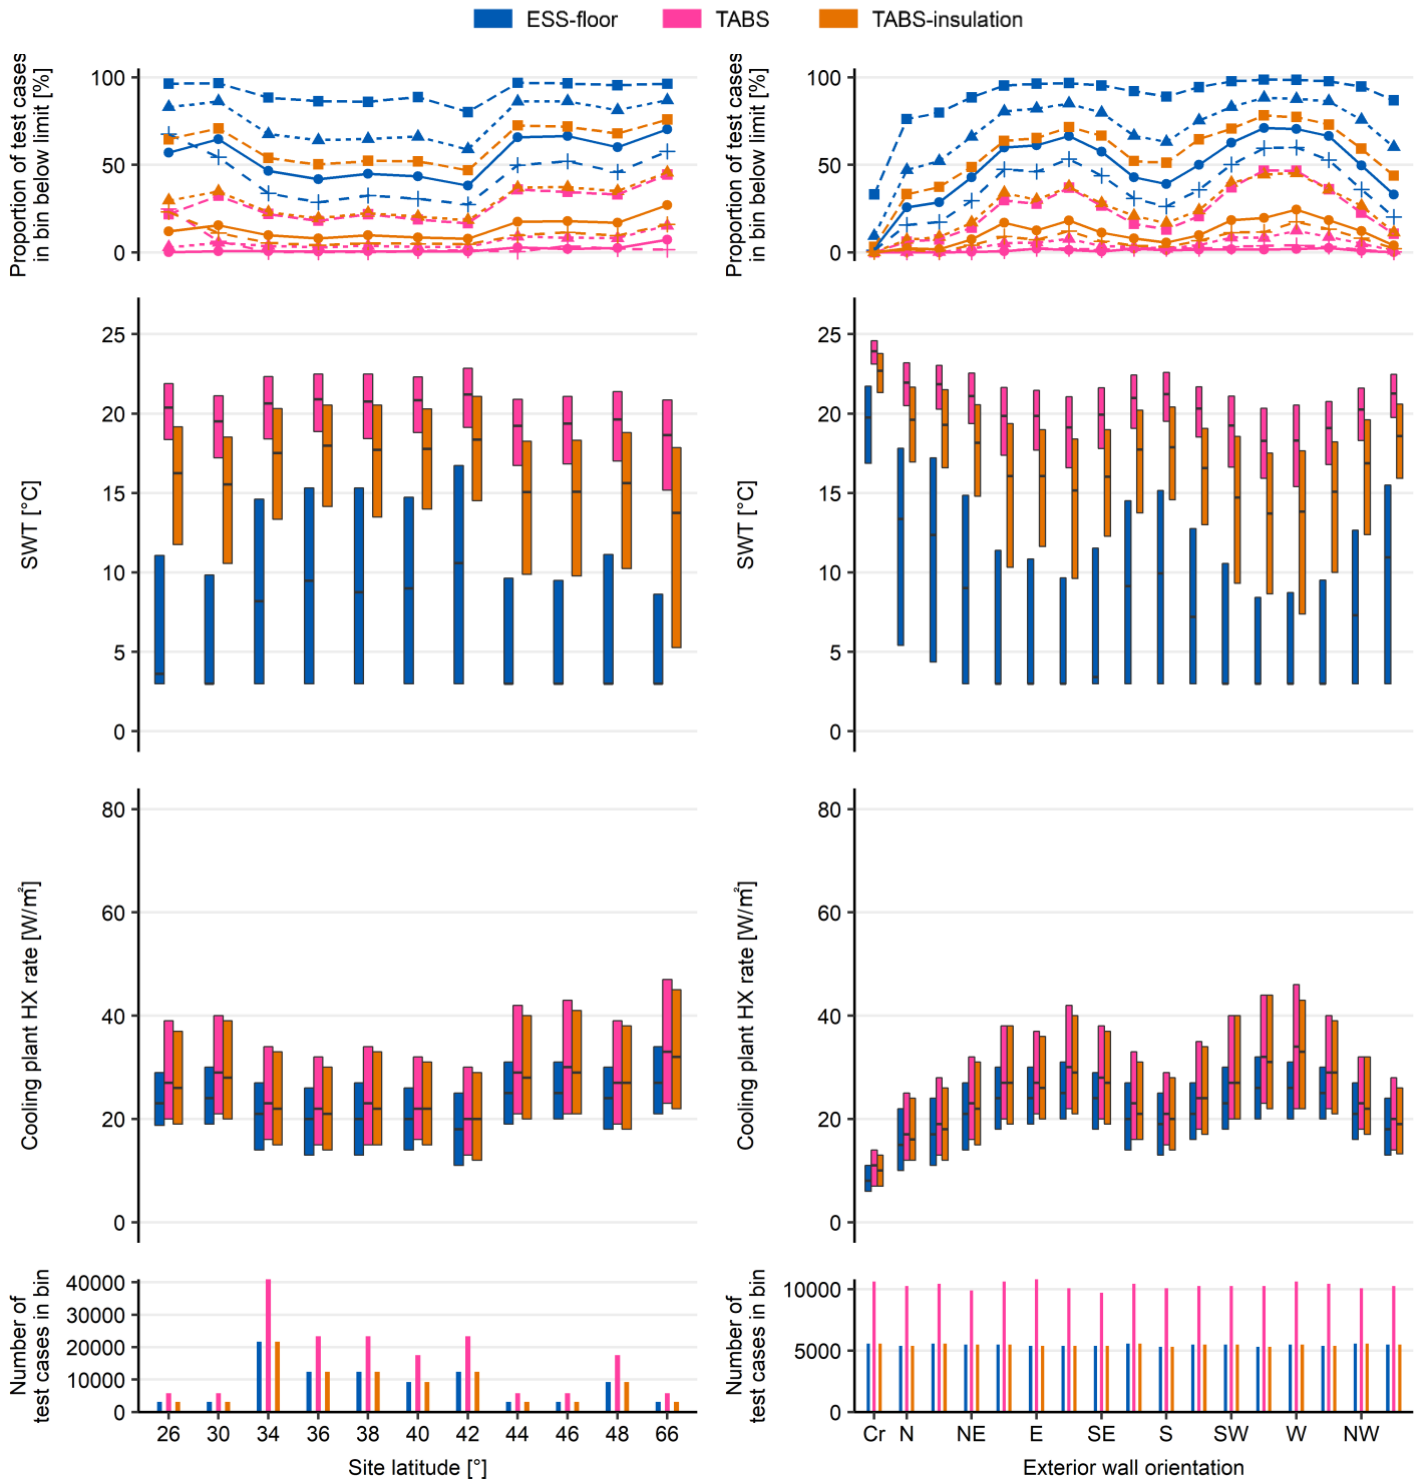 ESS-floor TABS TABS-insulation
Proportion of test cases
in bin below limit [%]
100
50
0
Proportion of test cases
in bin below limit [%]
100
50
0
SWT [°C]
25
20
15
10
5
0
SWT [°C]
25
20
15
10
5
0
Cooling plant HX rate [W/m²]
80
60
40
20
0
Cooling plant HX rate [W/m²]
80
60
40
20
0
Number of
test cases in bin
40000
30000
20000
10000
0
26 30 34 36 38 40 42 44 46 48 66
Site latitude [°]
Number of
test cases in bin
10000
5000
0
Cr N NE E SE S SW W NW
Exterior wall orientation